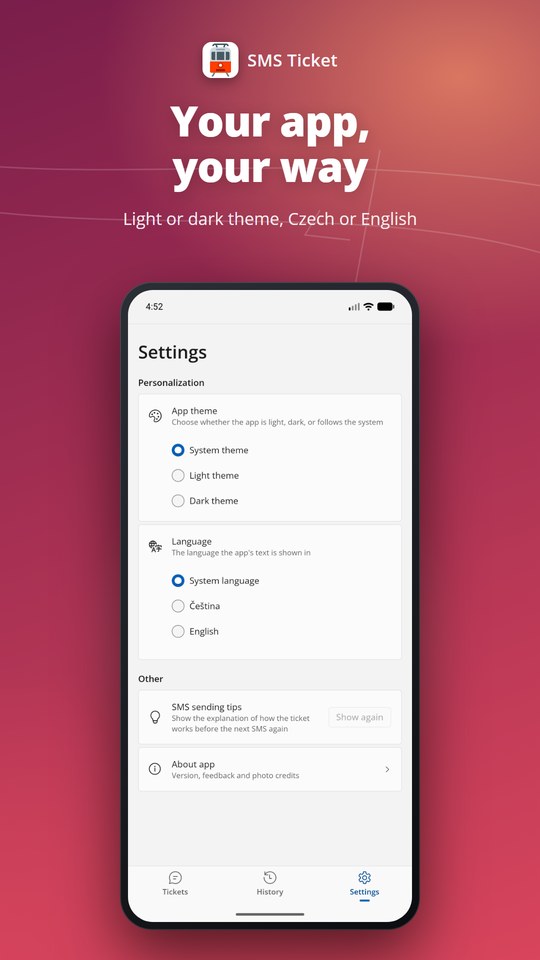 SMS Ticket
Your app,
your way
Light or dark theme, Czech or English
4:52
Settings
Personalization
App theme
Choose whether the app is light, dark, or follows the system
System theme
Light theme
Dark theme
Language
The language the app's text is shown in
System language
Čeština
English
Other
SMS sending tips
Show the explanation of how the ticket
works before the next SMS again
Show again
About app
Version, feedback and photo credits
Tickets
History
Settings